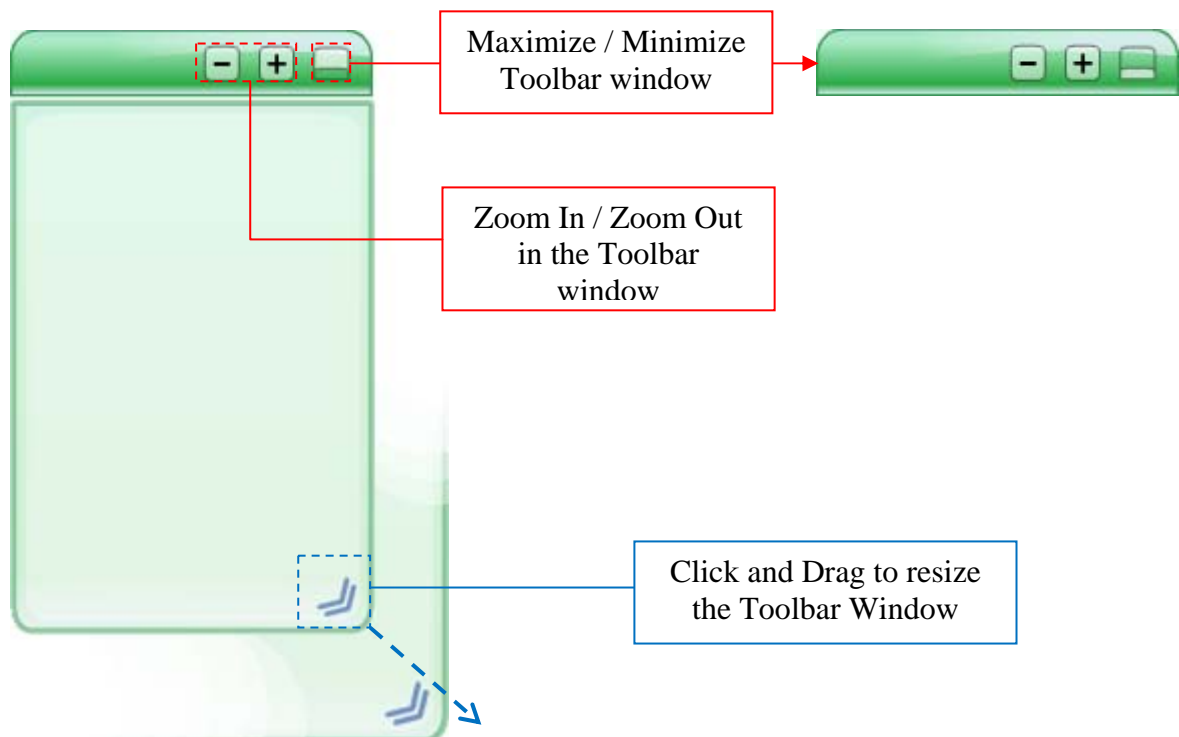 Maximize / Minimize
Toolbar window
Zoom In / Zoom Out
in the Toolbar
window
Click and Drag to resize
the Toolbar Window